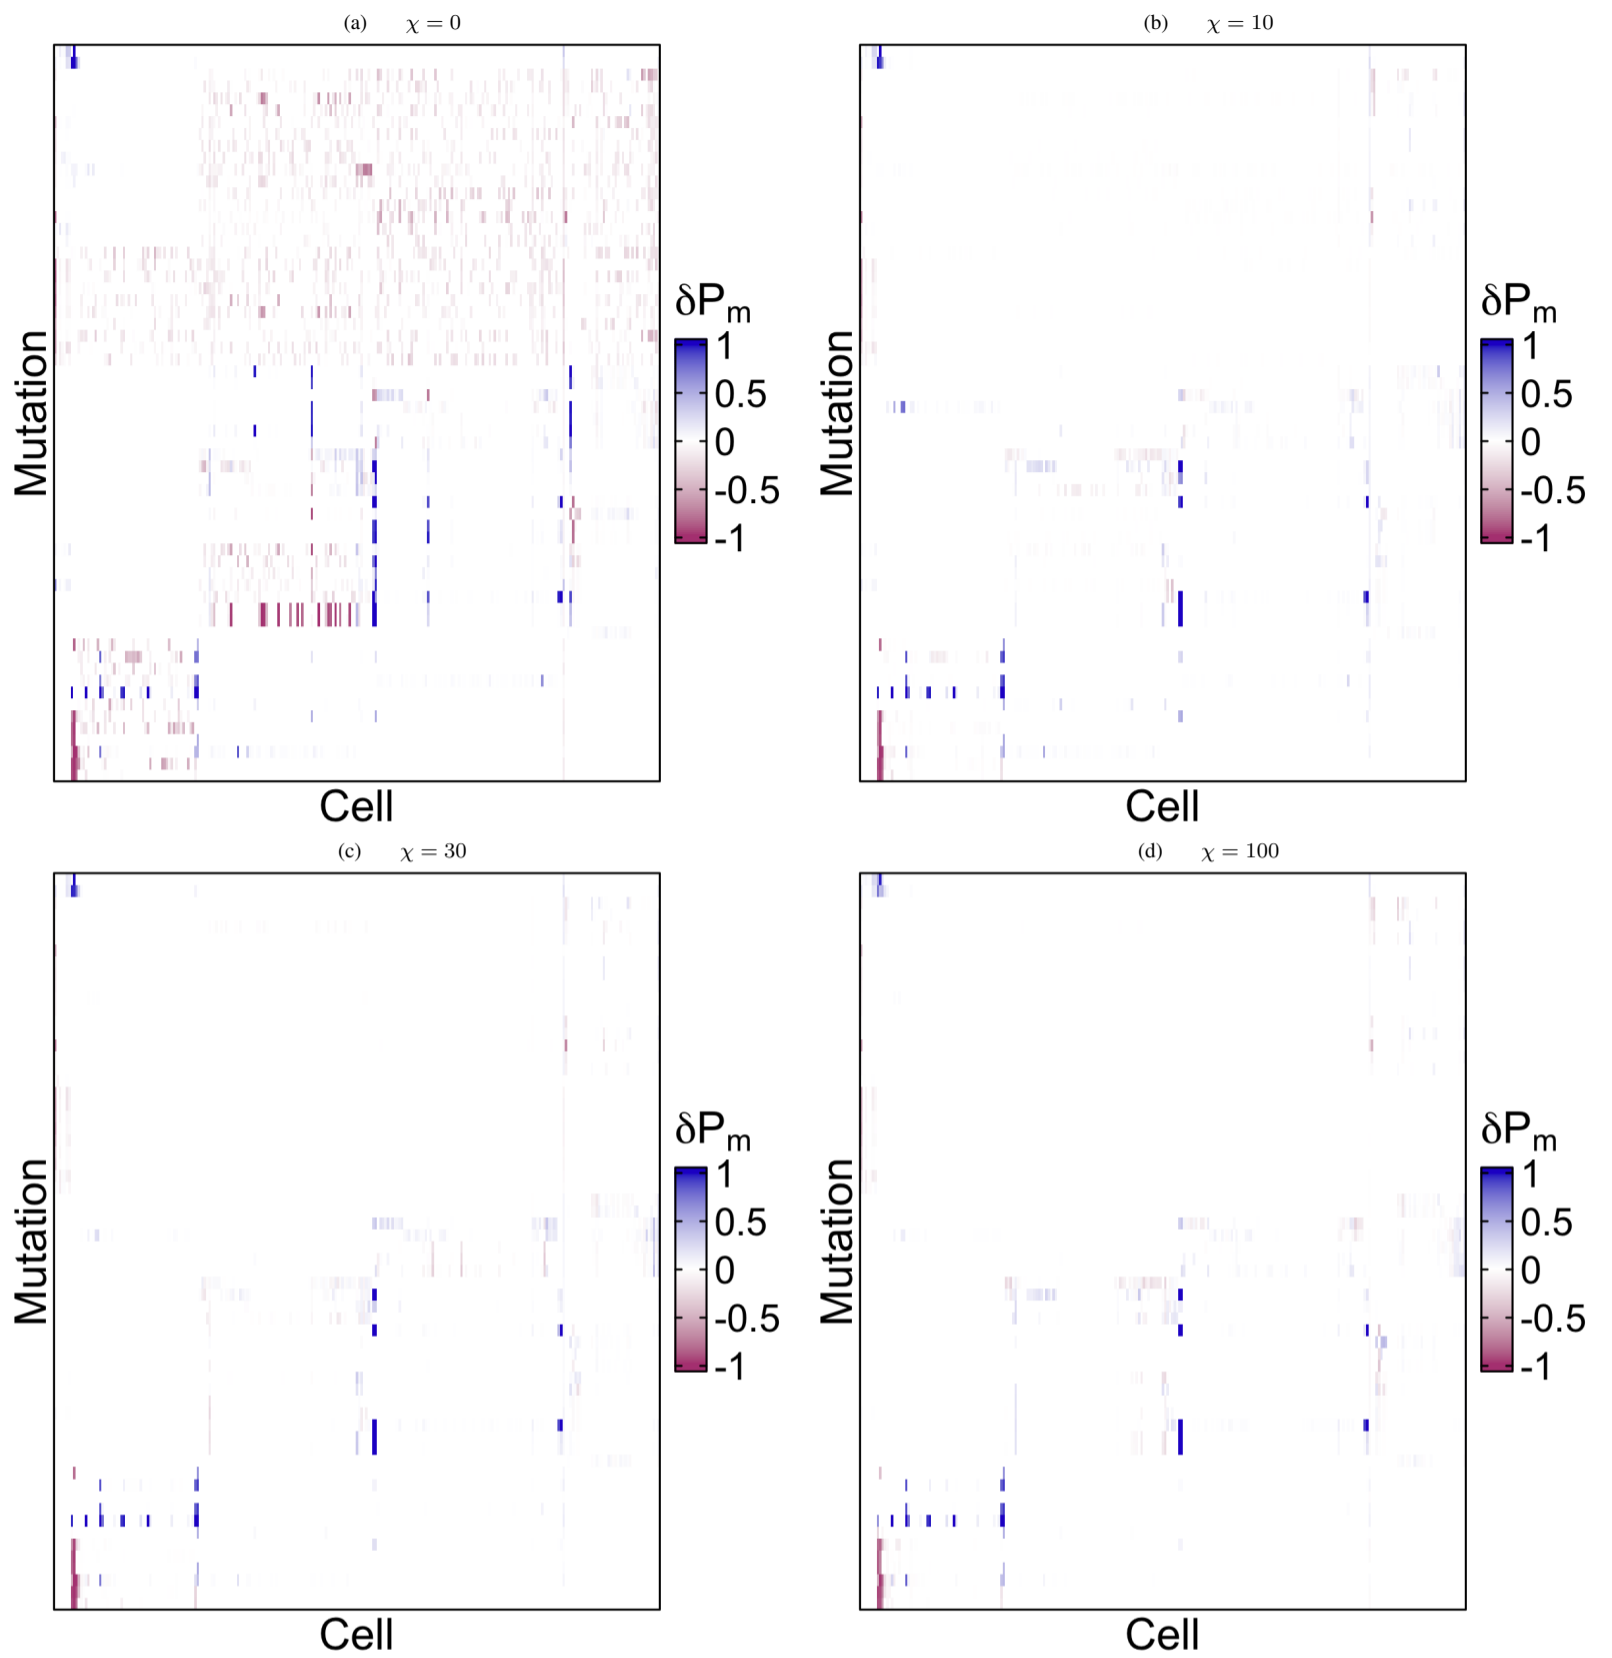 (a) χ = 0
(b) χ = 10
Mutation
δPm
1
0.5
0
-0.5
-1
Cell
Mutation
δPm
1
0.5
0
-0.5
-1
Cell
(c) χ = 30
(d) χ = 100
Mutation
δPm
1
0.5
0
-0.5
-1
Cell
Mutation
δPm
1
0.5
0
-0.5
-1
Cell